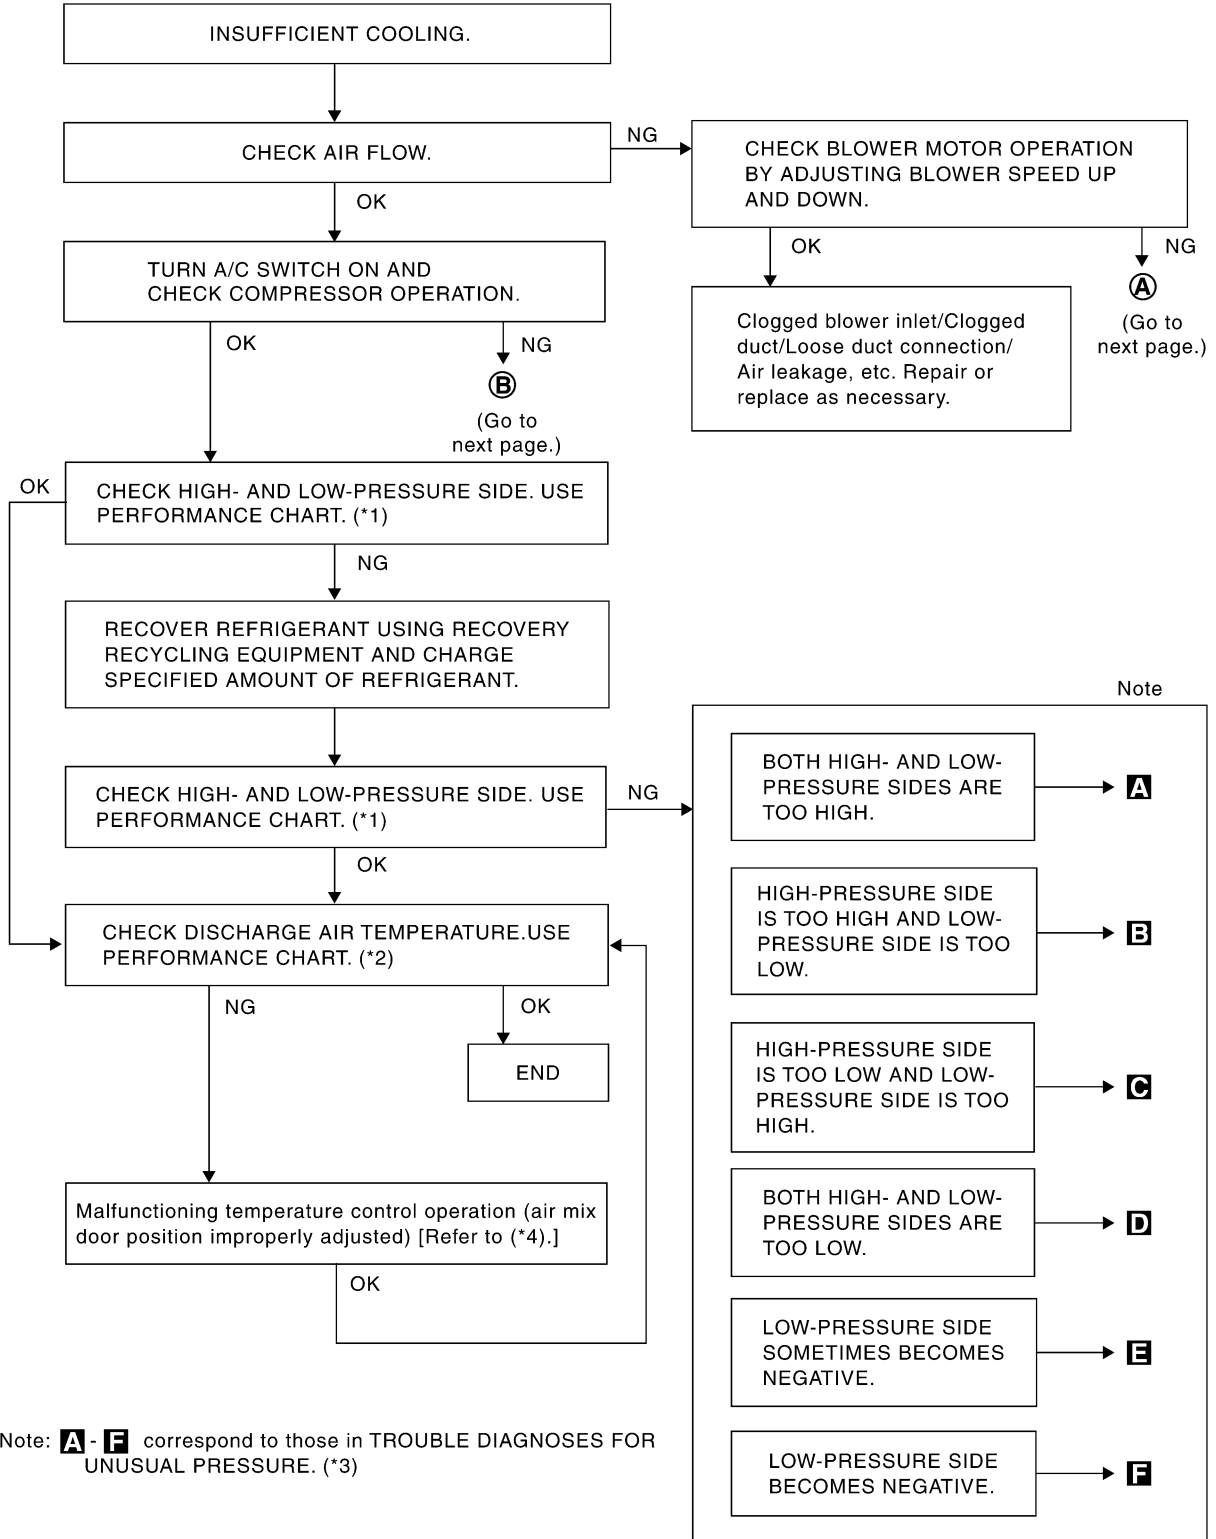 INSUFFICIENT COOLING.
CHECK AIR FLOW.
NG
CHECK BLOWER MOTOR OPERATION
BY ADJUSTING BLOWER SPEED UP
AND DOWN.
OK
OK
NG
TURN A/C SWITCH ON AND
CHECK COMPRESSOR OPERATION.
A
(Go to
next page.)
Clogged blower inlet/Clogged
duct/Loose duct connection/
Air leakage, etc. Repair or
replace as necessary.
OK
NG
B
(Go to
next page.)
OK
CHECK HIGH- AND LOW-PRESSURE SIDE. USE
PERFORMANCE CHART. (*1)
NG
RECOVER REFRIGERANT USING RECOVERY
RECYCLING EQUIPMENT AND CHARGE
SPECIFIED AMOUNT OF REFRIGERANT.
CHECK HIGH- AND LOW-PRESSURE SIDE. USE
PERFORMANCE CHART. (*1)
NG
OK
CHECK DISCHARGE AIR TEMPERATURE.USE
PERFORMANCE CHART. (*2)
NG
OK
END
Malfunctioning temperature control operation (air mix
door position improperly adjusted) [Refer to (*4).]
OK
Note
BOTH HIGH- AND LOW-
PRESSURE SIDES ARE
TOO HIGH.
A
HIGH-PRESSURE SIDE
IS TOO HIGH AND LOW-
PRESSURE SIDE IS TOO
LOW.
B
HIGH-PRESSURE SIDE
IS TOO LOW AND LOW-
PRESSURE SIDE IS TOO
HIGH.
C
BOTH HIGH- AND LOW-
PRESSURE SIDES ARE
TOO LOW.
D
LOW-PRESSURE SIDE
SOMETIMES BECOMES
NEGATIVE.
E
LOW-PRESSURE SIDE
BECOMES NEGATIVE.
F
Note: A - F correspond to those in TROUBLE DIAGNOSES FOR
UNUSUAL PRESSURE. (*3)